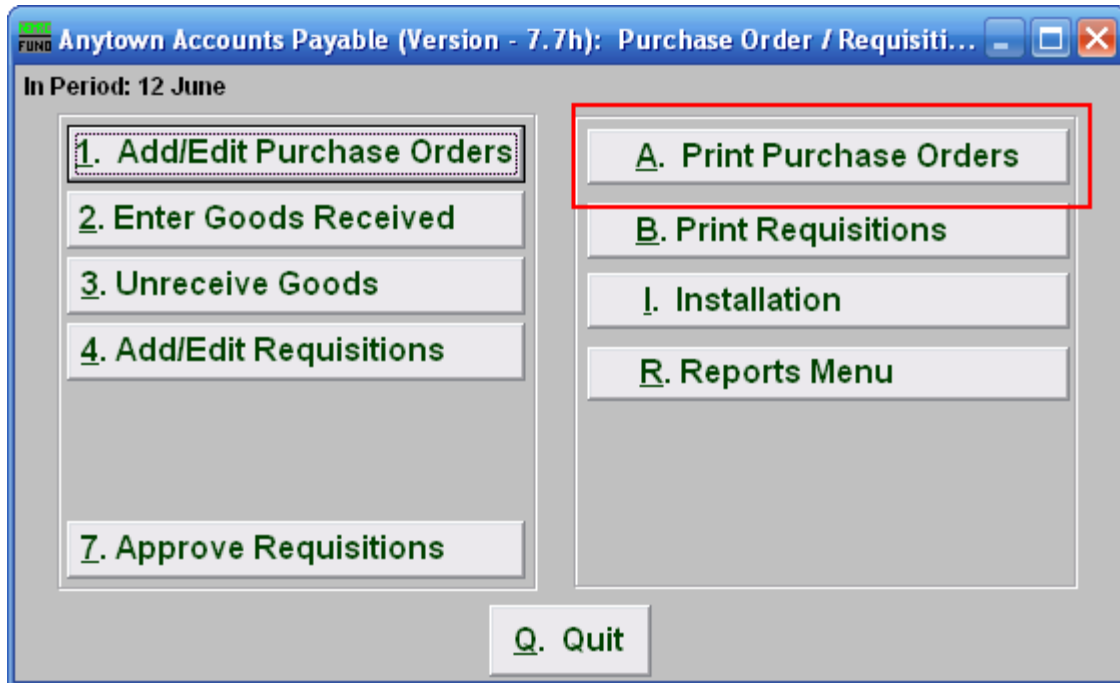 FUND Anytown Accounts Payable (Version - 7.7h): Purchase Order / Requisiti...
In Period: 12 June
1. Add/Edit Purchase Orders
2. Enter Goods Received
3. Unreceive Goods
4. Add/Edit Requisitions
7. Approve Requisitions
A. Print Purchase Orders
B. Print Requisitions
I. Installation
R. Reports Menu
Q. Quit